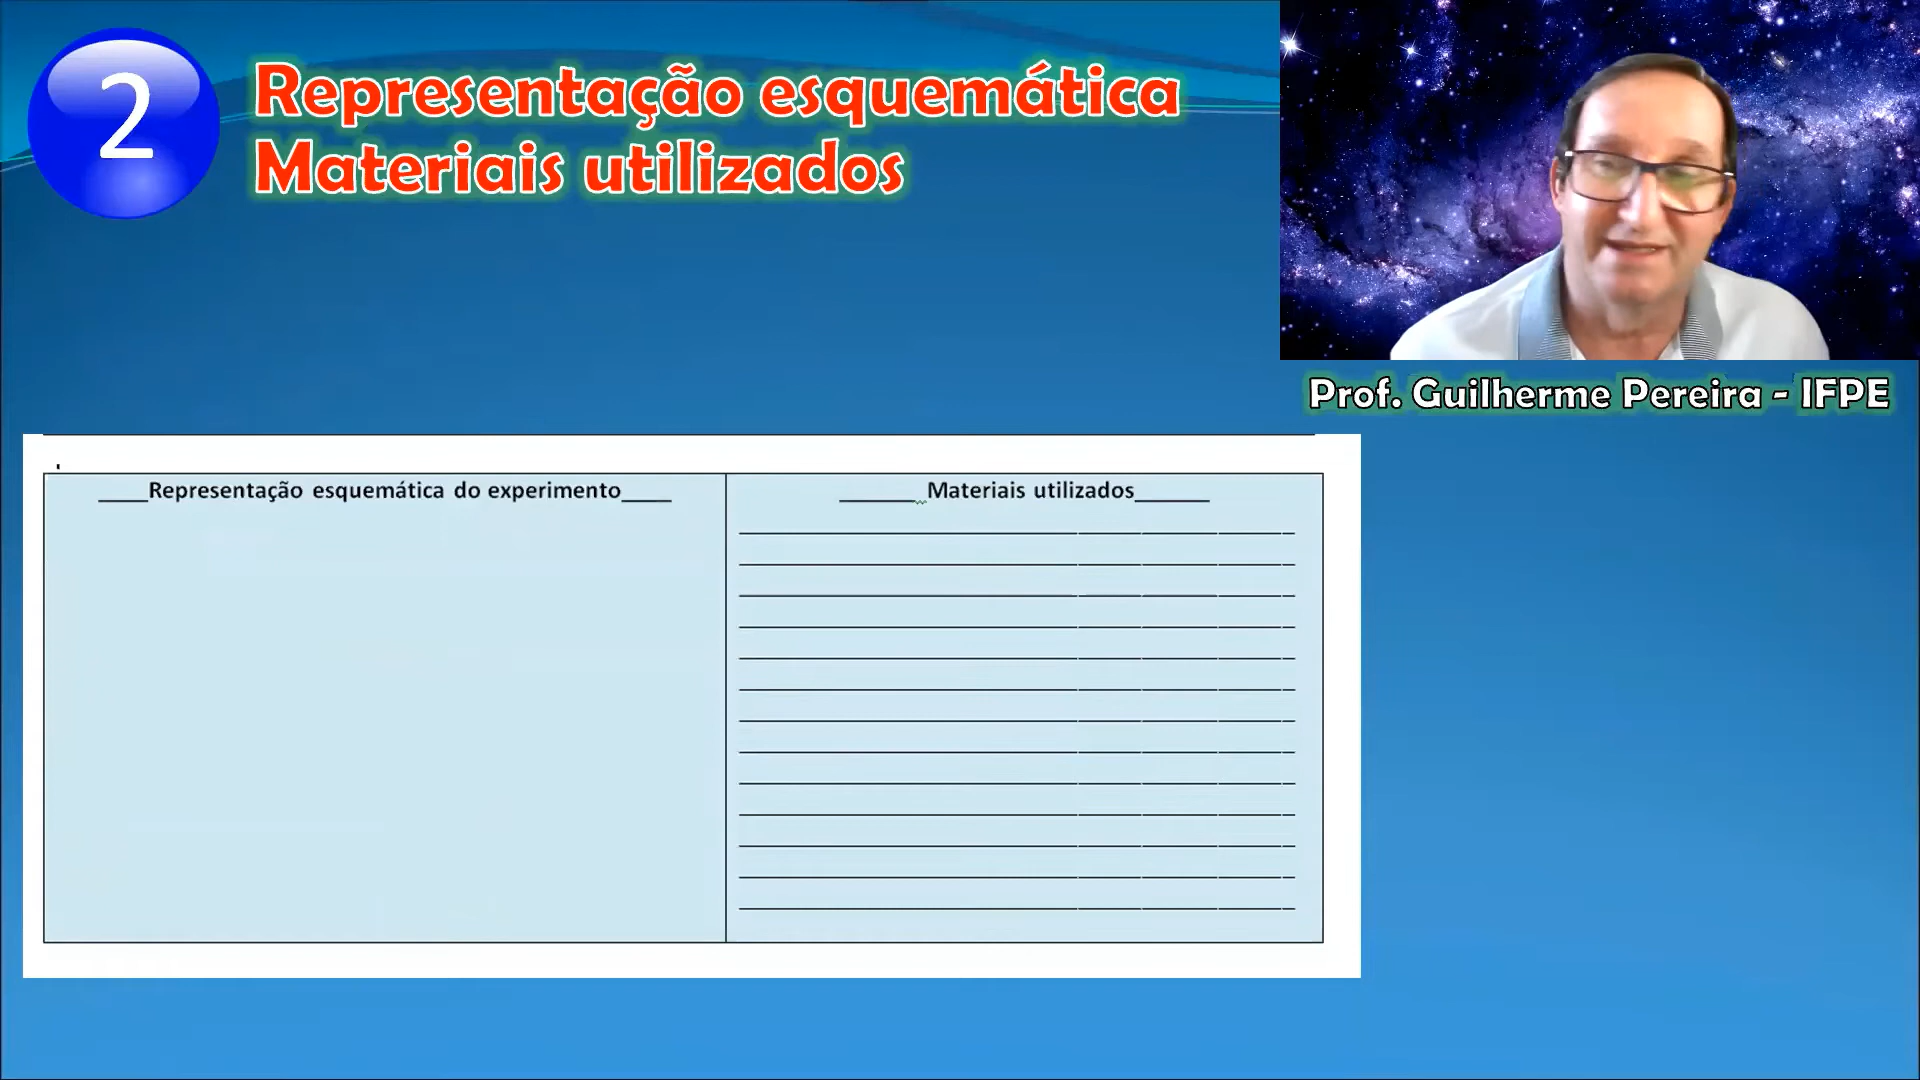 2
Representação esquemática
Materiais utilizados
Prof. Guilherme Pereira - IFPE
____Representação esquemática do experimento____
______Materiais utilizados______